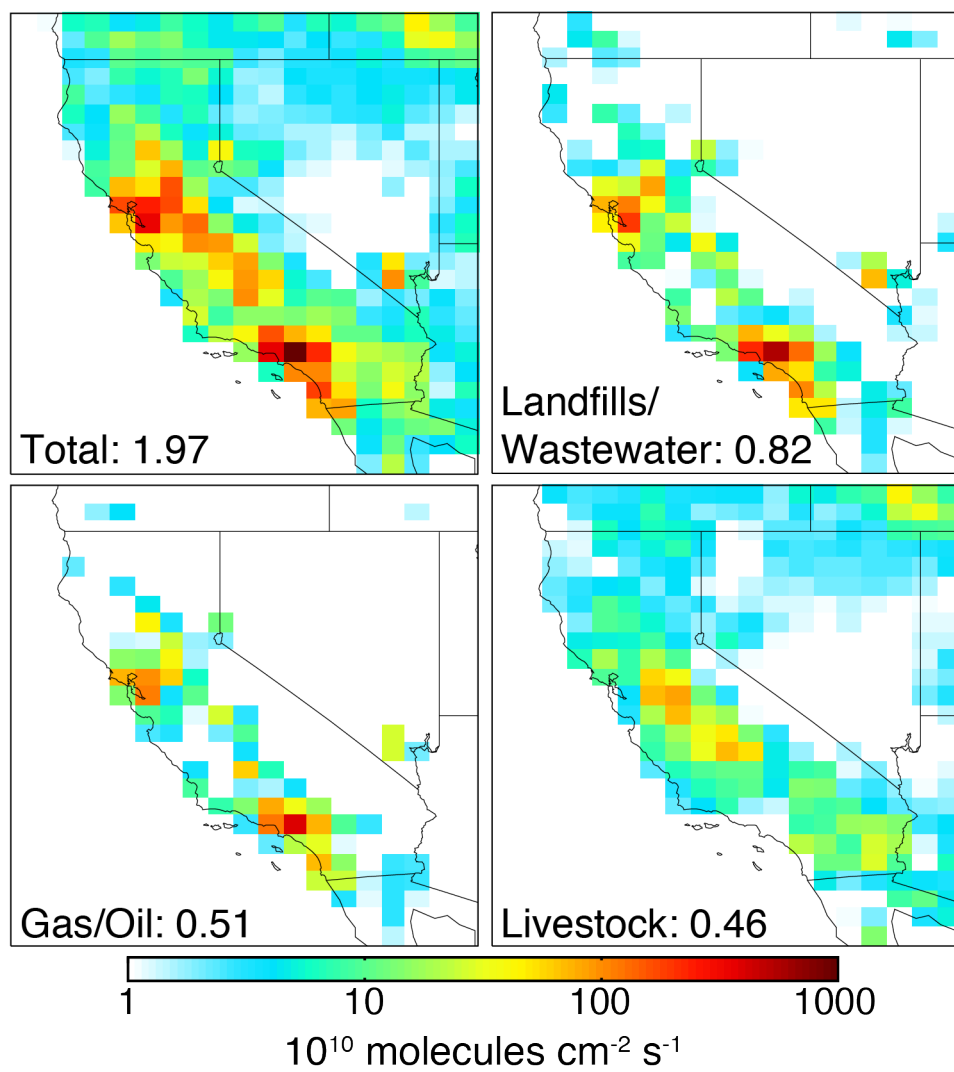 Total: 1.97
Landfills/
Wastewater: 0.82
Gas/Oil: 0.51
Livestock: 0.46
1 10 100 1000
10¹⁰ molecules cm⁻² s⁻¹